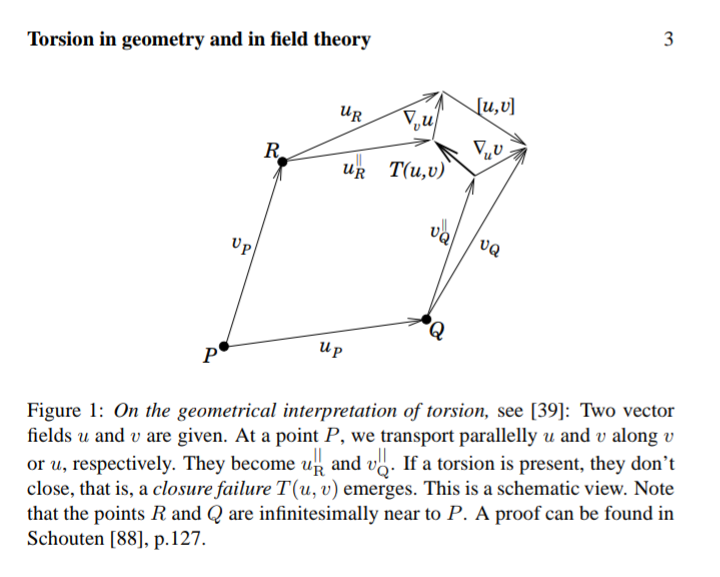 Torsion in geometry and in field theory 3
u_R
∇_v u
[u,v]
R
u_R^||
T(u,v)
∇_u v
v_P
v_Q^||
v_Q
P
u_P
Q
Figure 1: On the geometrical interpretation of torsion, see [39]: Two vector
fields u and v are given. At a point P, we transport parallelly u and v along v
or u, respectively. They become u_R^|| and v_Q^||. If a torsion is present, they don’t
close, that is, a closure failure T(u, v) emerges. This is a schematic view. Note
that the points R and Q are infinitesimally near to P. A proof can be found in
Schouten [88], p.127.